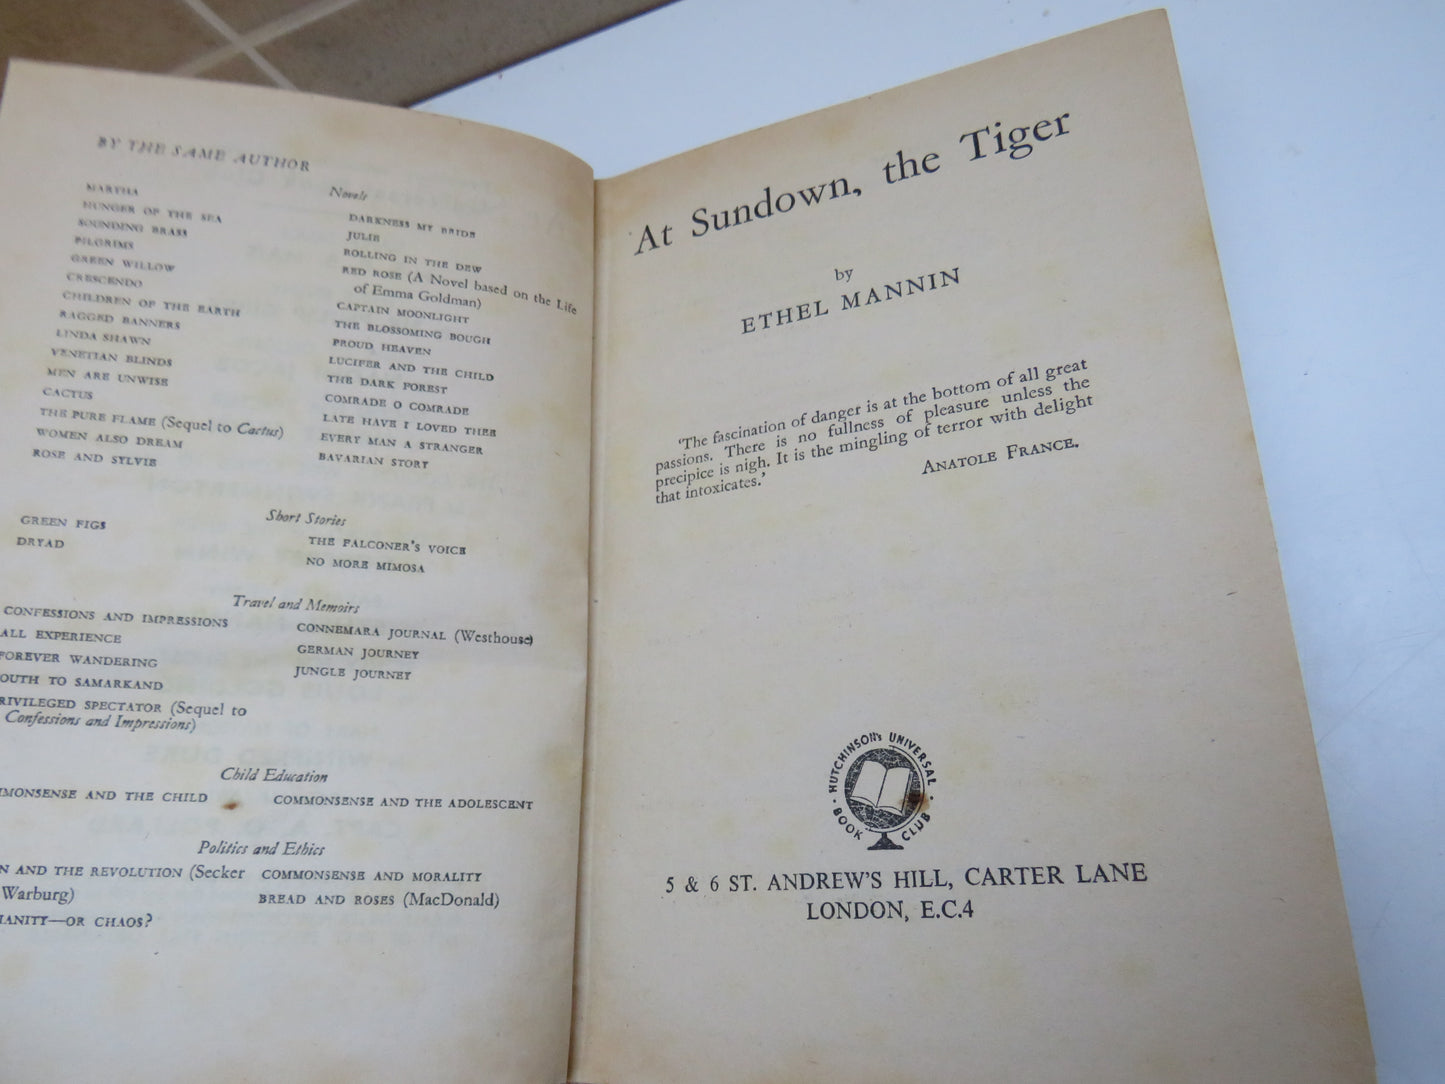 BY THE SAME AUTHOR
Novels
MARTHA
HUNGER OF THE SEA
SOUNDING BRASS
PILGRIMS
GREEN WILLOW
CRESCENDO
CHILDREN OF THE EARTH
RAGGED BANNERS
LINDA SHAWN
VENETIAN BLINDS
MEN ARE UNWISE
CACTUS
THE PURE FLAME (Sequel to Cactus)
WOMEN ALSO DREAM
ROSE AND SYLVIE
DARKNESS MY BRIDE
JULIE
ROLLING IN THE DEW
RED ROSE (A Novel based on the Life
of Emma Goldman)
CAPTAIN MOONLIGHT
THE BLOSSOMING BOUGH
PROUD HEAVEN
LUCIFER AND THE CHILD
THE DARK FOREST
COMRADE O COMRADE
LATE HAVE I LOVED THEE
EVERY MAN A STRANGER
BAVARIAN STORY
Short Stories
GREEN FIGS
DRYAD
THE FALCONER'S VOICE
NO MORE MIMOSA
Travel and Memoirs
CONFESSIONS AND IMPRESSIONS
ALL EXPERIENCE
FOREVER WANDERING
OUTH TO SAMARKAND
RIVILEGED SPECTATOR (Sequel to
Confessions and Impressions)
CONNEMARA JOURNAL (Westhouse)
GERMAN JOURNEY
JUNGLE JOURNEY
Child Education
MMONSENSE AND THE CHILD
COMMONSENSE AND THE ADOLESCENT
Politics and Ethics
N AND THE REVOLUTION (Secker
Warburg)
IANITY—OR CHAOS?
COMMONSENSE AND MORALITY
BREAD AND ROSES (MacDonald)
At Sundown, the Tiger
by
ETHEL MANNIN
'The fascination of danger is at the bottom of all great
passions. There is no fullness of pleasure unless the
precipice is nigh. It is the mingling of terror with delight
that intoxicates.'
ANATOLE FRANCE.
HUTCHINSON'S UNIVERSAL
BOOK CLUB
5 & 6 ST. ANDREW'S HILL, CARTER LANE
LONDON, E.C.4